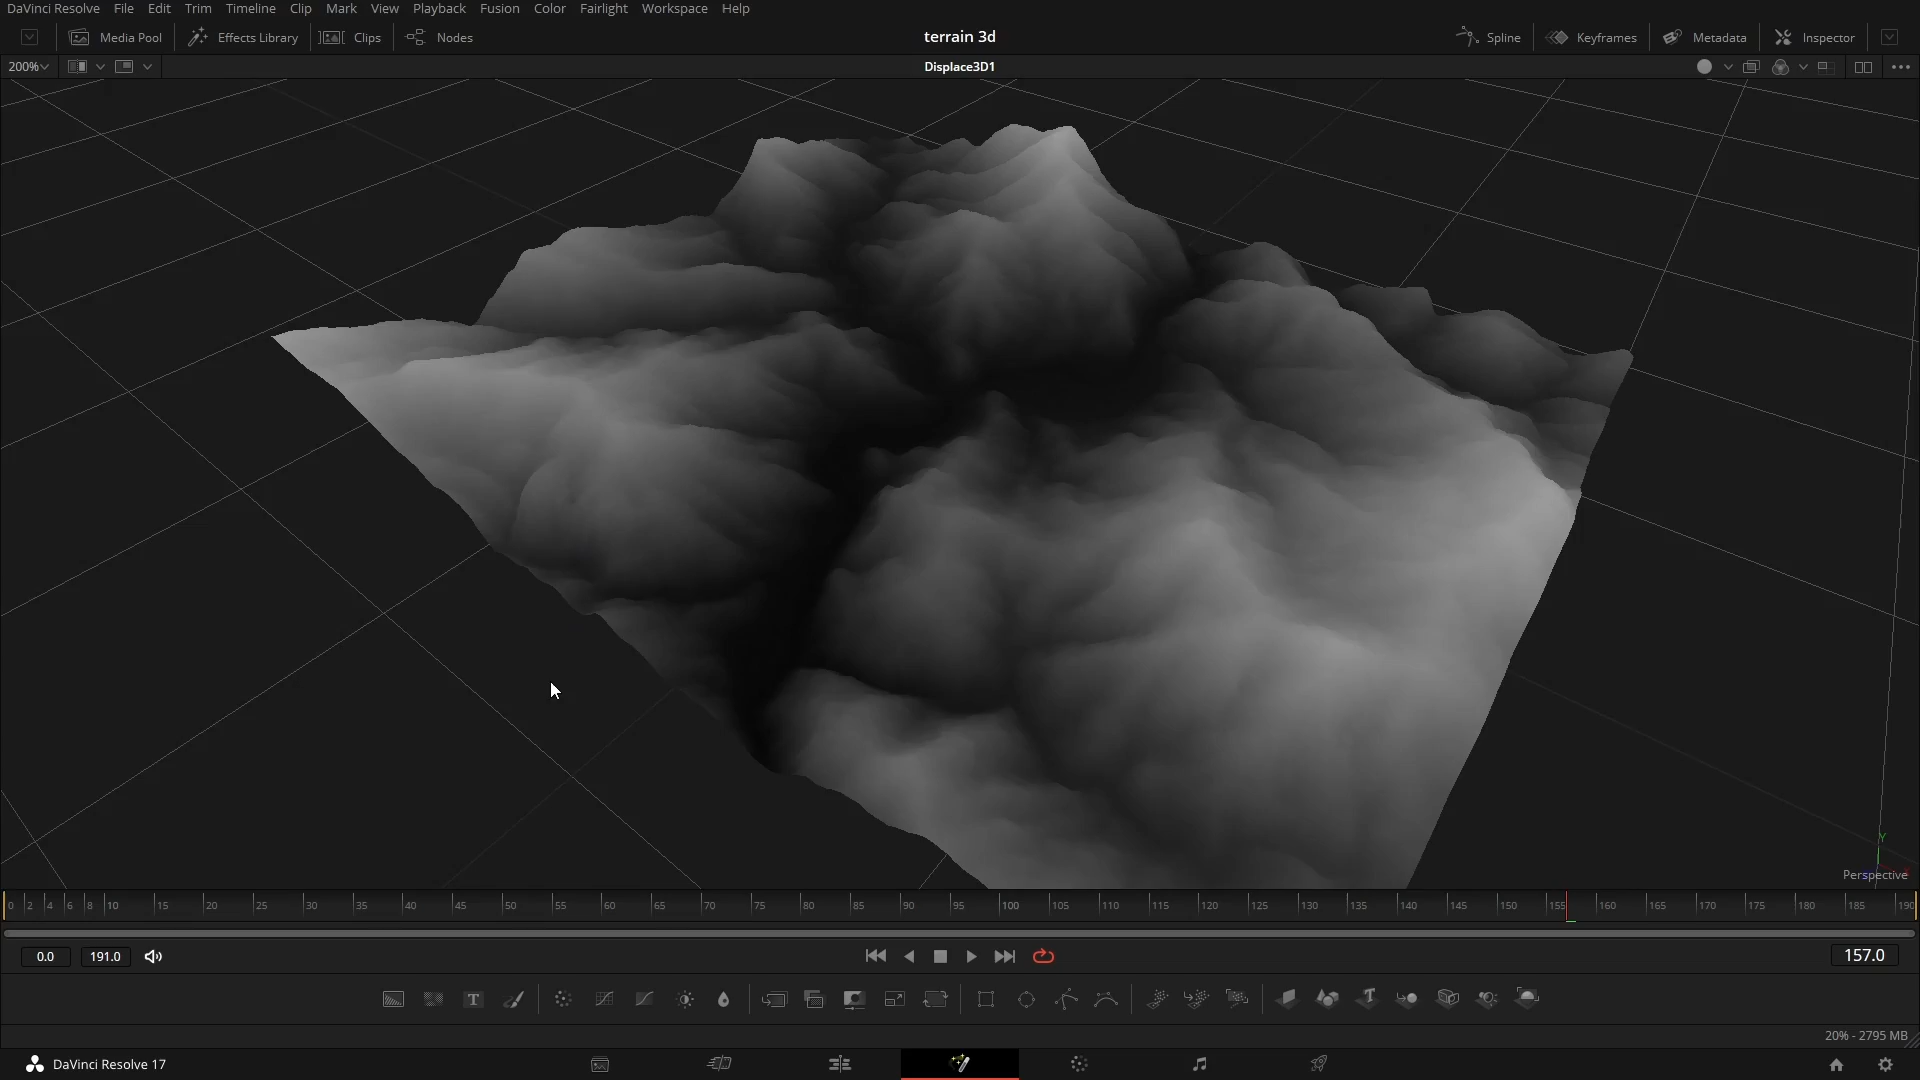 DaVinci Resolve File Edit Trim Timeline Clip Mark View Playback Fusion Color Fairlight Workspace Help
Media Pool Effects Library Clips Nodes terrain 3d Spline Keyframes Metadata Inspector
200% Displace3D1
Y
Perspective
0 2 4 6 8 10 15 20 25 30 35 40 45 50 55 60 65 70 75 80 85 90 95 100 105 110 115 120 125 130 135 140 145 150 155 160 165 170 175 180 185 190
0.0 191.0 157.0
T T
20% - 2795 MB
DaVinci Resolve 17